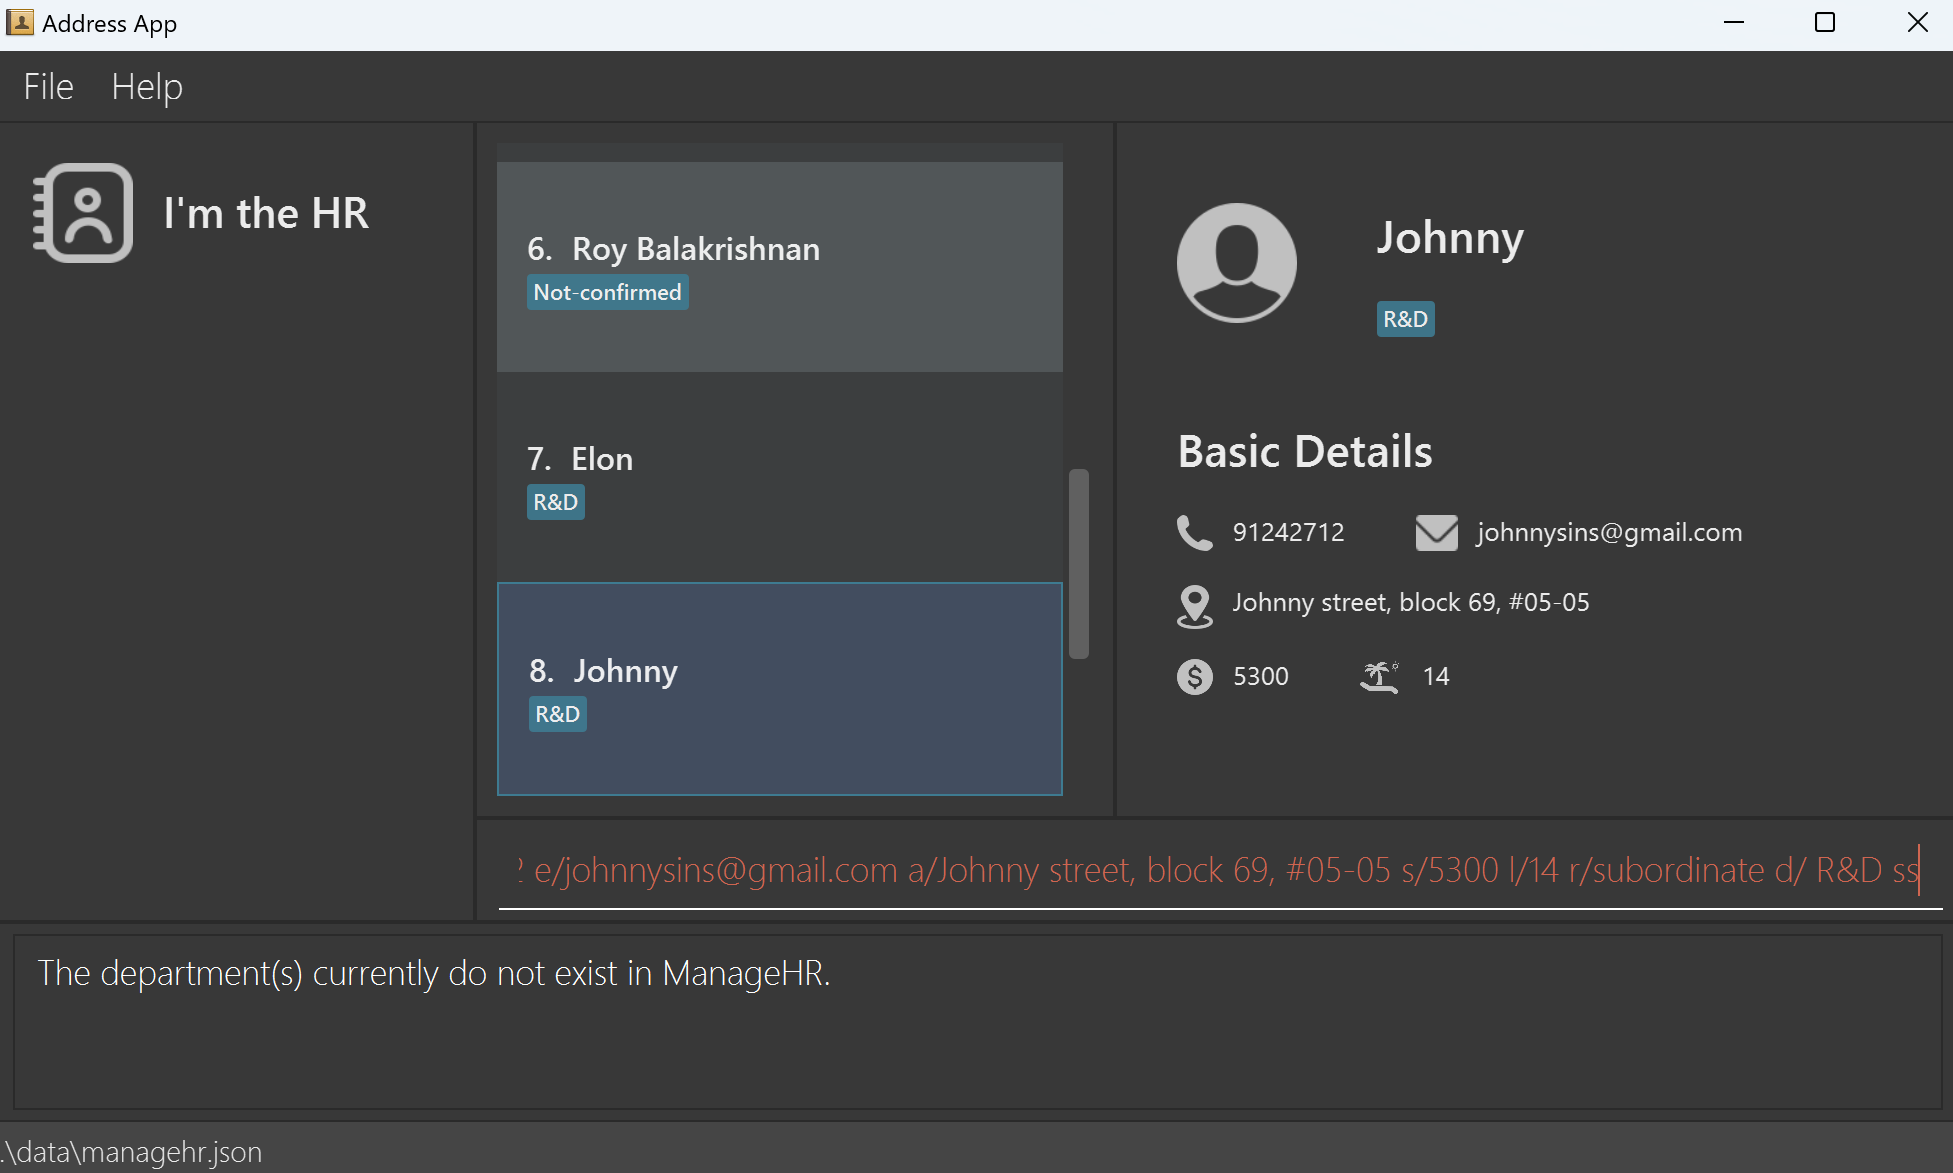 Address App
File Help
I'm the HR
6. Roy Balakrishnan
Not-confirmed
7. Elon
R&D
8. Johnny
R&D
Johnny
R&D
Basic Details
91242712 johnnysins@gmail.com
Johnny street, block 69, #05-05
5300 14
e/johnnysins@gmail.com a/Johnny street, block 69, #05-05 s/5300 l/14 r/subordinate d/ R&D ss
The department(s) currently do not exist in ManageHR.
.\data\managehr.json